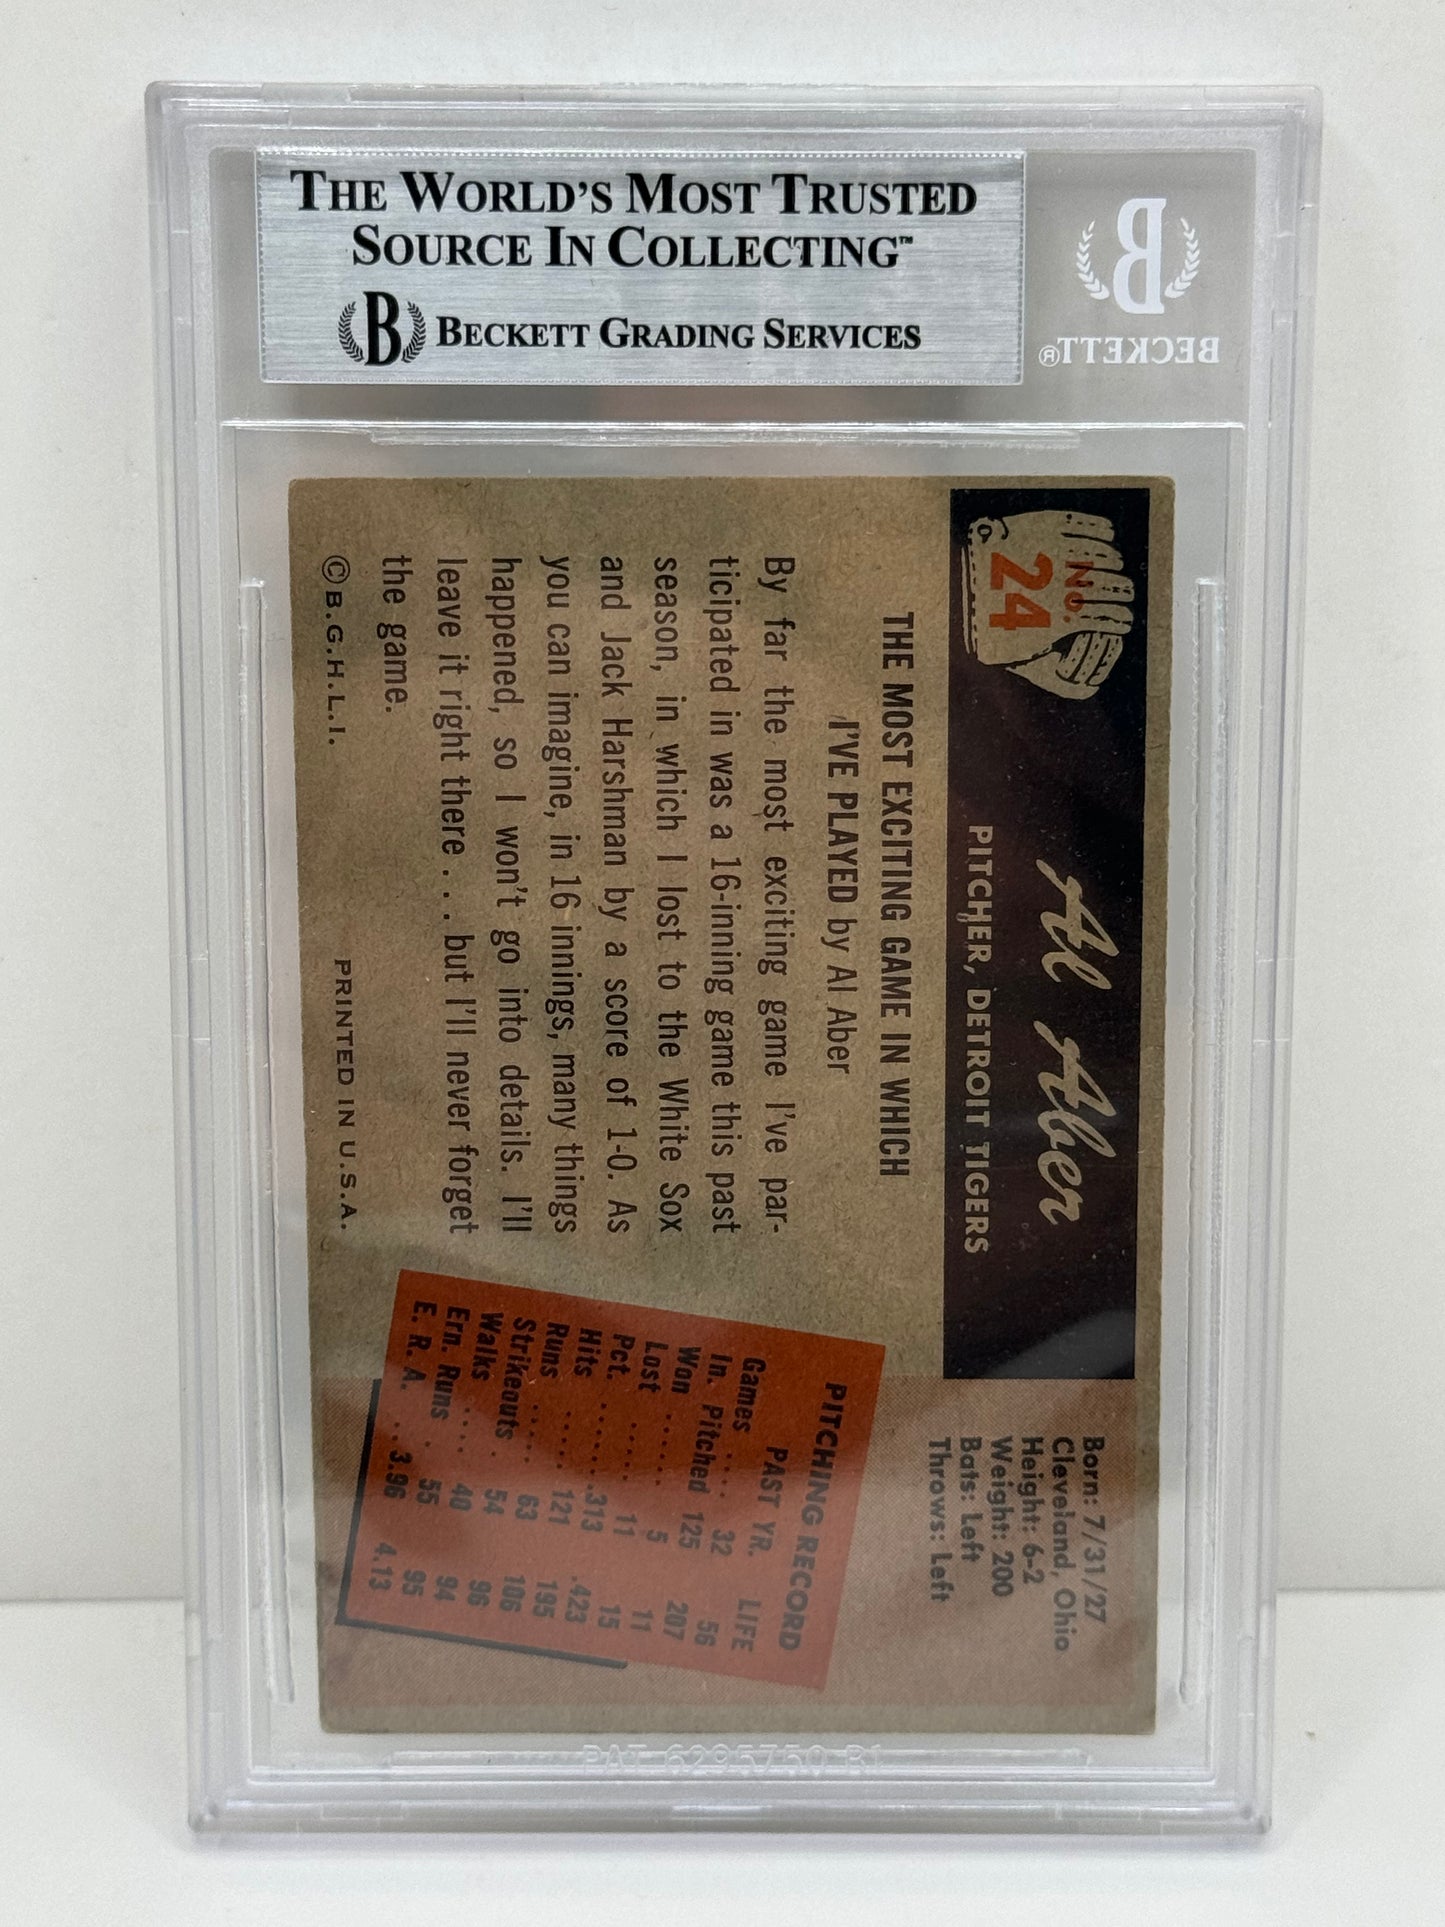 THE WORLD'S MOST TRUSTED
SOURCE IN COLLECTING™
B BECKETT GRADING SERVICES
B
BECKETT®
No.
24
Al Aber
PITCHER, DETROIT TIGERS
Born: 7/31/27
Cleveland, Ohio
Height: 6-2
Weight: 200
Bats: Left
Throws: Left
THE MOST EXCITING GAME IN WHICH
I'VE PLAYED by Al Aber
By far the most exciting game I've par-
ticipated in was a 16-inning game this past
season, in which I lost to the White Sox
and Jack Harshman by a score of 1-0. As
you can imagine, in 16 innings, many things
happened, so I won't go into details. I'll
leave it right there . . . but I'll never forget
the game.
©B.G.H.L.I. PRINTED IN U.S.A.
PITCHING RECORD
PAST YR. LIFE
Games .... 32 56
In. Pitched 125 207
Won ...... 5 11
Lost ..... 11 15
Pct. ......313 .423
Hits ..... 121 195
Runs ..... 63 106
Strikeouts. 54 96
Walks .... 40 94
Ern. Runs . 55 95
E. R. A. ..3.96 4.13
PAT 6295750 B1